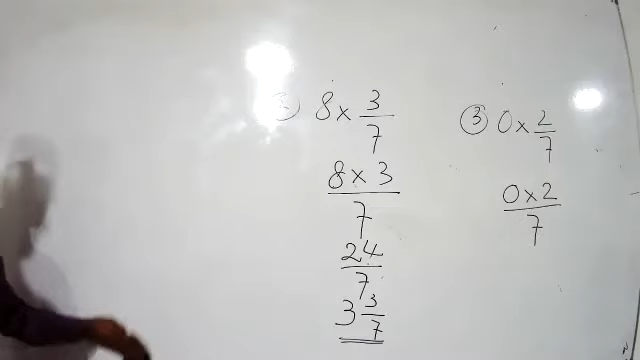 8 × 3/7
8 × 3/7
24/7
3 3/7
③ 0 × 2/7
0 × 2/7